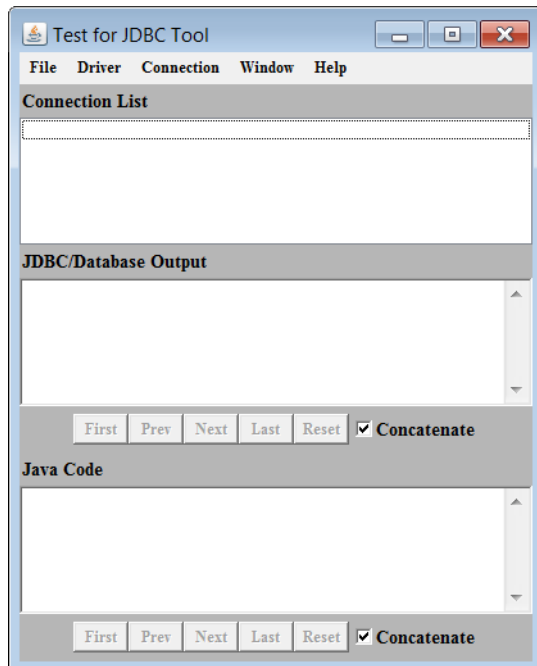 Test for JDBC Tool
File Driver Connection Window Help
Connection List
JDBC/Database Output
First Prev Next Last Reset Concatenate
Java Code
First Prev Next Last Reset Concatenate